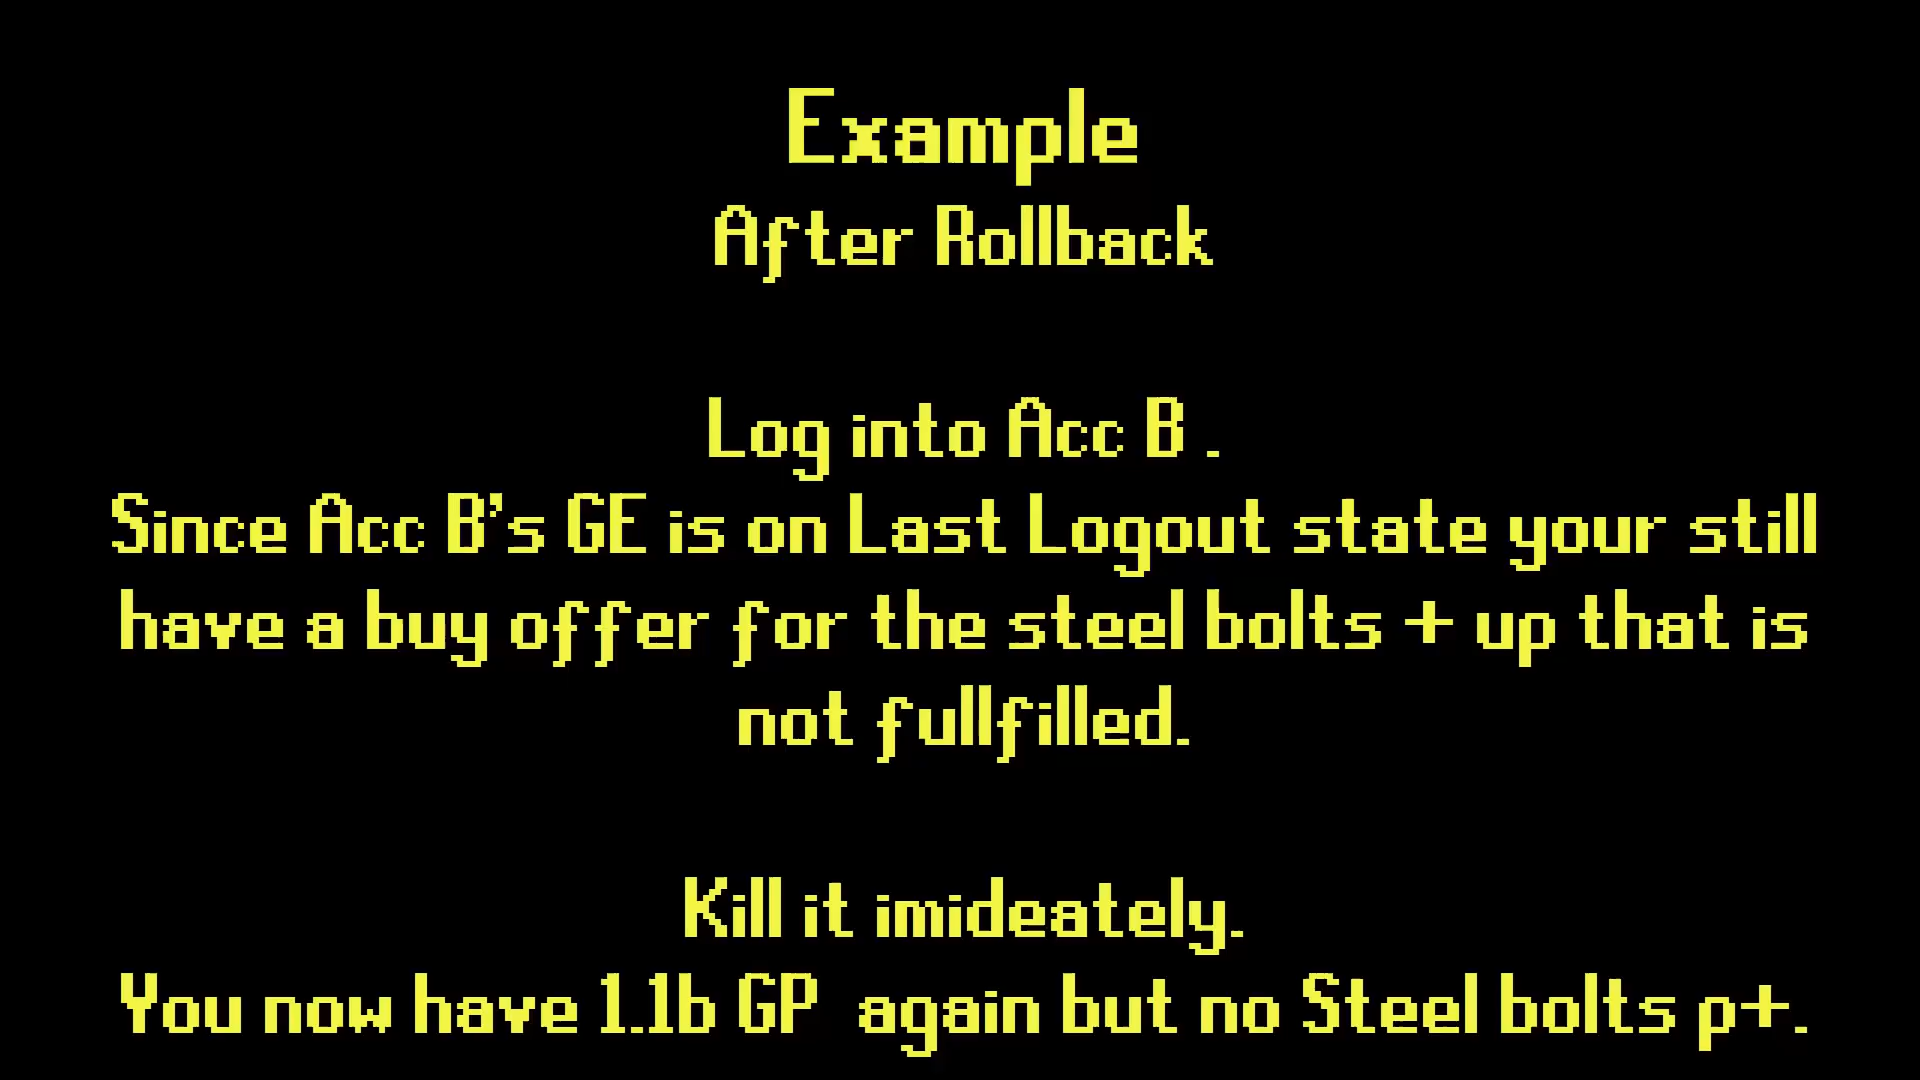 Example
After Rollback
Log into Acc B .
Since Acc B's GE is on Last Logout state your still
have a buy offer for the steel bolts + up that is
not fullfilled.
Kill it imideately.
You now have 1.1b GP  again but no Steel bolts p+.